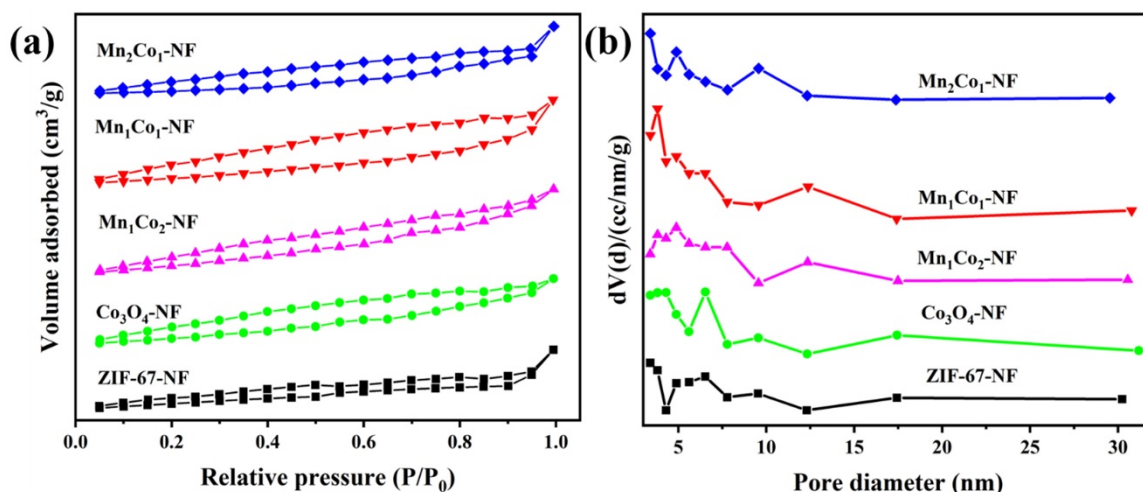 (a)
Volume adsorbed (cm³/g)
Mn₂Co₁-NF
Mn₁Co₁-NF
Mn₁Co₂-NF
Co₃O₄-NF
ZIF-67-NF
0.0 0.2 0.4 0.6 0.8 1.0
Relative pressure (P/P₀)
(b)
dV(d)/(cc/nm/g)
Mn₂Co₁-NF
Mn₁Co₁-NF
Mn₁Co₂-NF
Co₃O₄-NF
ZIF-67-NF
5 10 15 20 25 30
Pore diameter (nm)